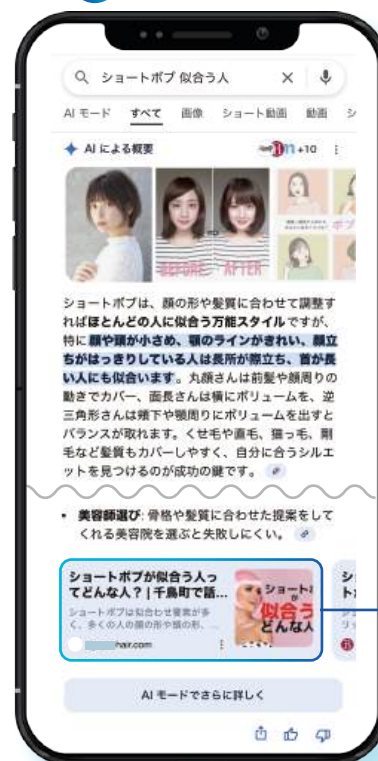 ショートボブ 似合う人
AI モード すべて 画像 ショート動画 動画 シ
AI による概要
+10
BEFORE AFTER
ショートボブは、顔の形や髪質に合わせて調整す
ればほとんどの人に似合う万能スタイルですが、
特に顔や頭が小さめ、顎のラインがきれい、顔立
ちがはっきりしている人は長所が際立ち、首が長
い人にも似合います。丸顔さんは前髪や顔周りの
動きでカバー、面長さんは横にボリュームを、逆
三角形さんは頬下や顎周りにボリュームを出すと
バランスが取れます。くせ毛や直毛、猫っ毛、剛
毛など髪質もカバーしやすく、自分に合うシルエ
ットを見つけるのが成功の鍵です。
• 美容師選び: 骨格や髪質に合わせた提案をして
くれる美容院を選ぶと失敗しにくい。
ショートボブが似合う人っ
てどんな人？| 千鳥町で話...
ショートボブは似合わせ要素が多
く、多くの人の顔の形や頭の形、...
hair.com
ショート
が
似合う
どんな人
シ
AI モードでさらに詳しく